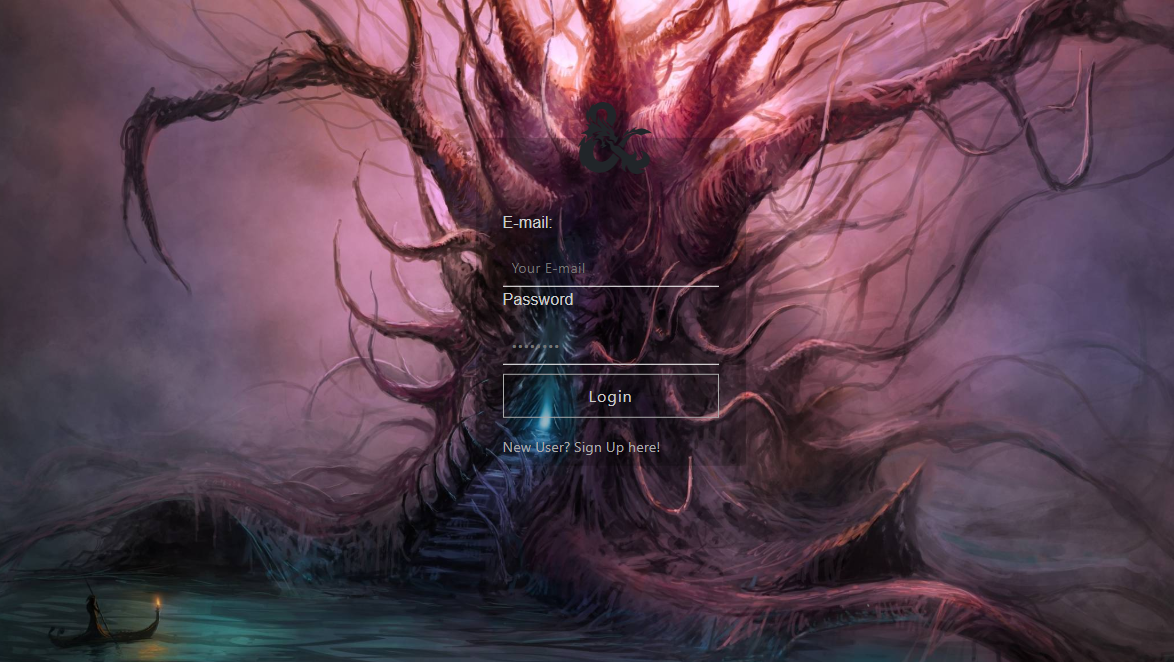 &
E-mail:
Your E-mail
Password
••••••••
Login
New User? Sign Up here!